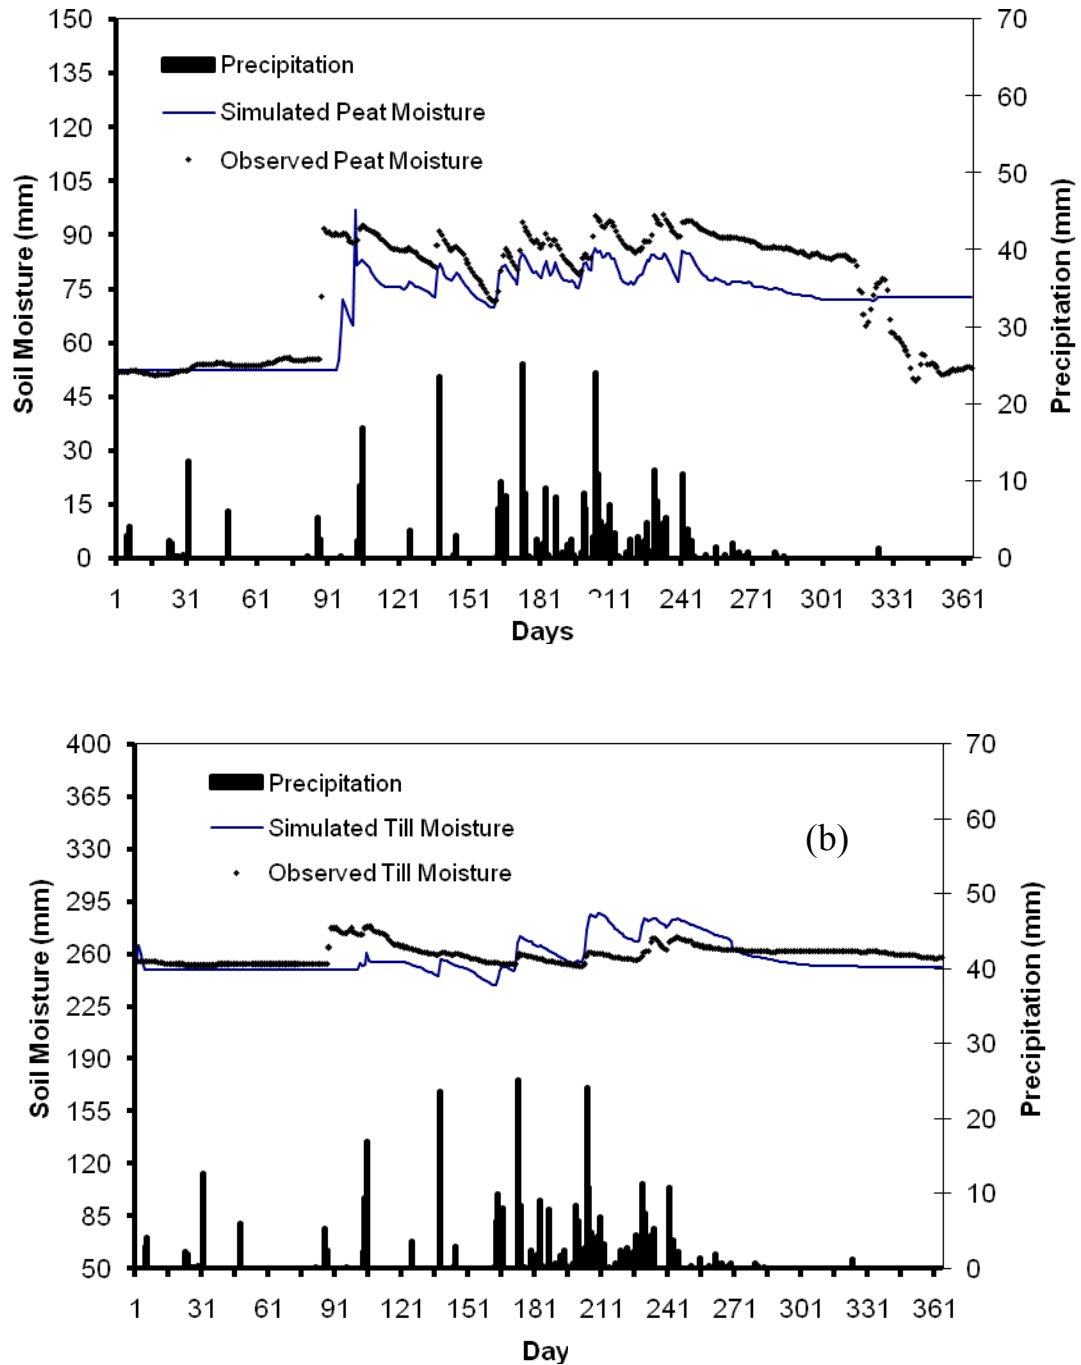 150
135
120
105
90
75
60
45
30
15
0
Soil Moisture (mm)
70
60
50
40
30
20
10
0
Precipitation (mm)
Precipitation
Simulated Peat Moisture
Observed Peat Moisture
1 31 61 91 121 151 181 211 241 271 301 331 361
Days
400
365
330
295
260
225
190
155
120
85
50
Soil Moisture (mm)
70
60
50
40
30
20
10
0
Precipitation (mm)
Precipitation
Simulated Till Moisture
Observed Till Moisture
(b)
1 31 61 91 121 151 181 211 241 271 301 331 361
Day